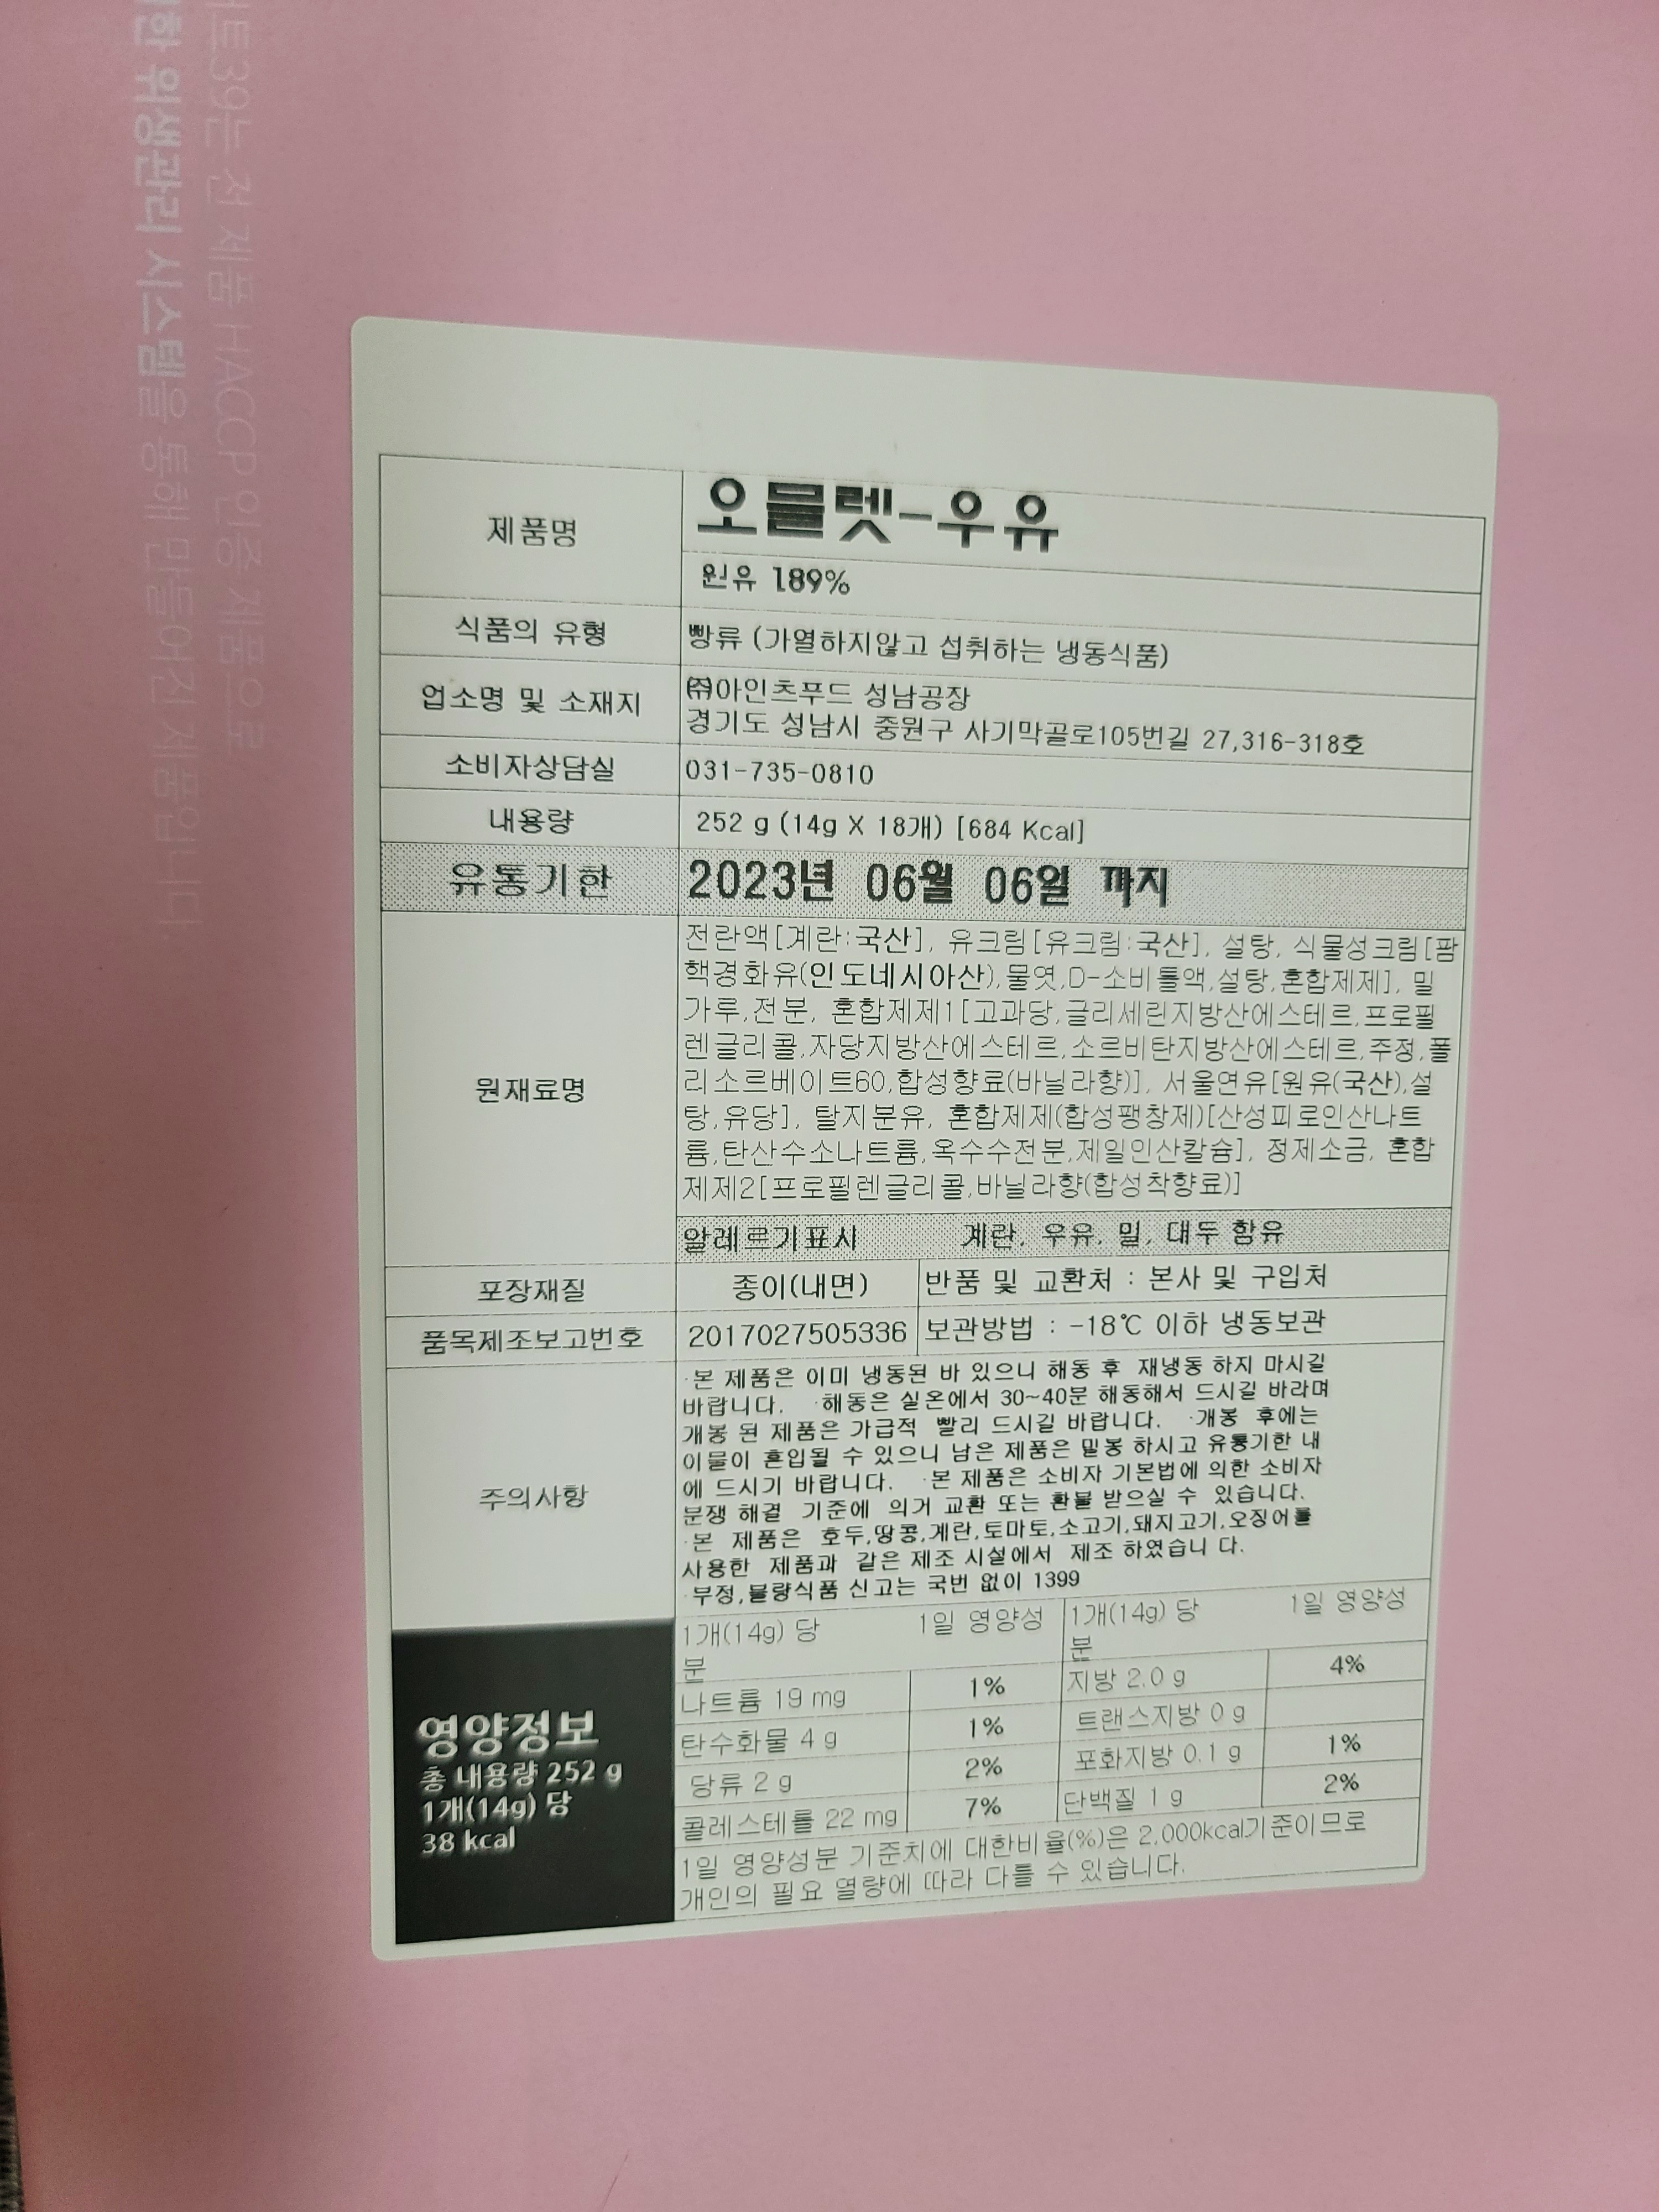 트39는 전 제품 HACCP 인증 제품으로
한 위생관리 시스템을 통해 만들어진 제품입니다.
제품명
오믈렛-우유
원유 189%
식품의 유형
빵류 (가열하지않고 섭취하는 냉동식품)
업소명 및 소재지
㈜아인츠푸드 성남공장
경기도 성남시 중원구 사기막골로105번길 27,316-318호
소비자상담실
031-735-0810
내용량
252 g (14g X 18개) [684 Kcal]
유통기한
2023년 06월 06일 까지
원재료명
전란액[계란:국산], 유크림[유크림:국산], 설탕, 식물성크림[팜
핵경화유(인도네시아산),물엿,D-소비톨액,설탕,혼합제제], 밀
가루,전분, 혼합제제1[고과당,글리세린지방산에스테르,프로필
렌글리콜,자당지방산에스테르,소르비탄지방산에스테르,주정,폴
리소르베이트60,합성향료(바닐라향)], 서울연유[원유(국산),설
탕,유당], 탈지분유, 혼합제제(합성팽창제)[산성피로인산나트
륨,탄산수소나트륨,옥수수전분,제일인산칼슘], 정제소금, 혼합
제제2[프로필렌글리콜,바닐라향(합성착향료)]
알레르기표시 계란, 우유, 밀, 대두 함유
포장재질
종이(내면)
반품 및 교환처 : 본사 및 구입처
품목제조보고번호
2017027505336
보관방법 : -18℃ 이하 냉동보관
주의사항
·본 제품은 이미 냉동된 바 있으니 해동 후 재냉동 하지 마시길
바랍니다. ·해동은 실온에서 30~40분 해동해서 드시길 바라며
개봉 된 제품은 가급적 빨리 드시길 바랍니다. ·개봉 후에는
이물이 혼입될 수 있으니 남은 제품은 밀봉 하시고 유통기한 내
에 드시기 바랍니다. ·본 제품은 소비자 기본법에 의한 소비자
분쟁 해결 기준에 의거 교환 또는 환불 받으실 수 있습니다.
·본 제품은 호두,땅콩,계란,토마토,소고기,돼지고기,오징어를
사용한 제품과 같은 제조 시설에서 제조 하였습니 다.
·부정,불량식품 신고는 국번 없이 1399
영양정보
총 내용량 252 g
1개(14g) 당
38 kcal
1개(14g) 당 1일 영양성
분
나트륨 19 mg 1%
탄수화물 4 g 1%
당류 2 g 2%
콜레스테롤 22 mg 7%
1개(14g) 당 1일 영양성
분
지방 2.0 g 4%
트랜스지방 0 g
포화지방 0.1 g 1%
단백질 1 g 2%
1일 영양성분 기준치에 대한비율(%)은 2,000kcal기준이므로
개인의 필요 열량에 따라 다를 수 있습니다.